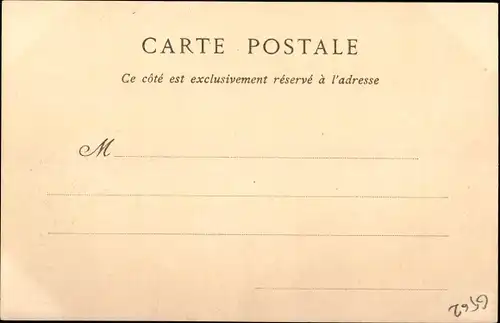 CARTE POSTALE
Ce côté est exclusivement réservé à l'adresse
M